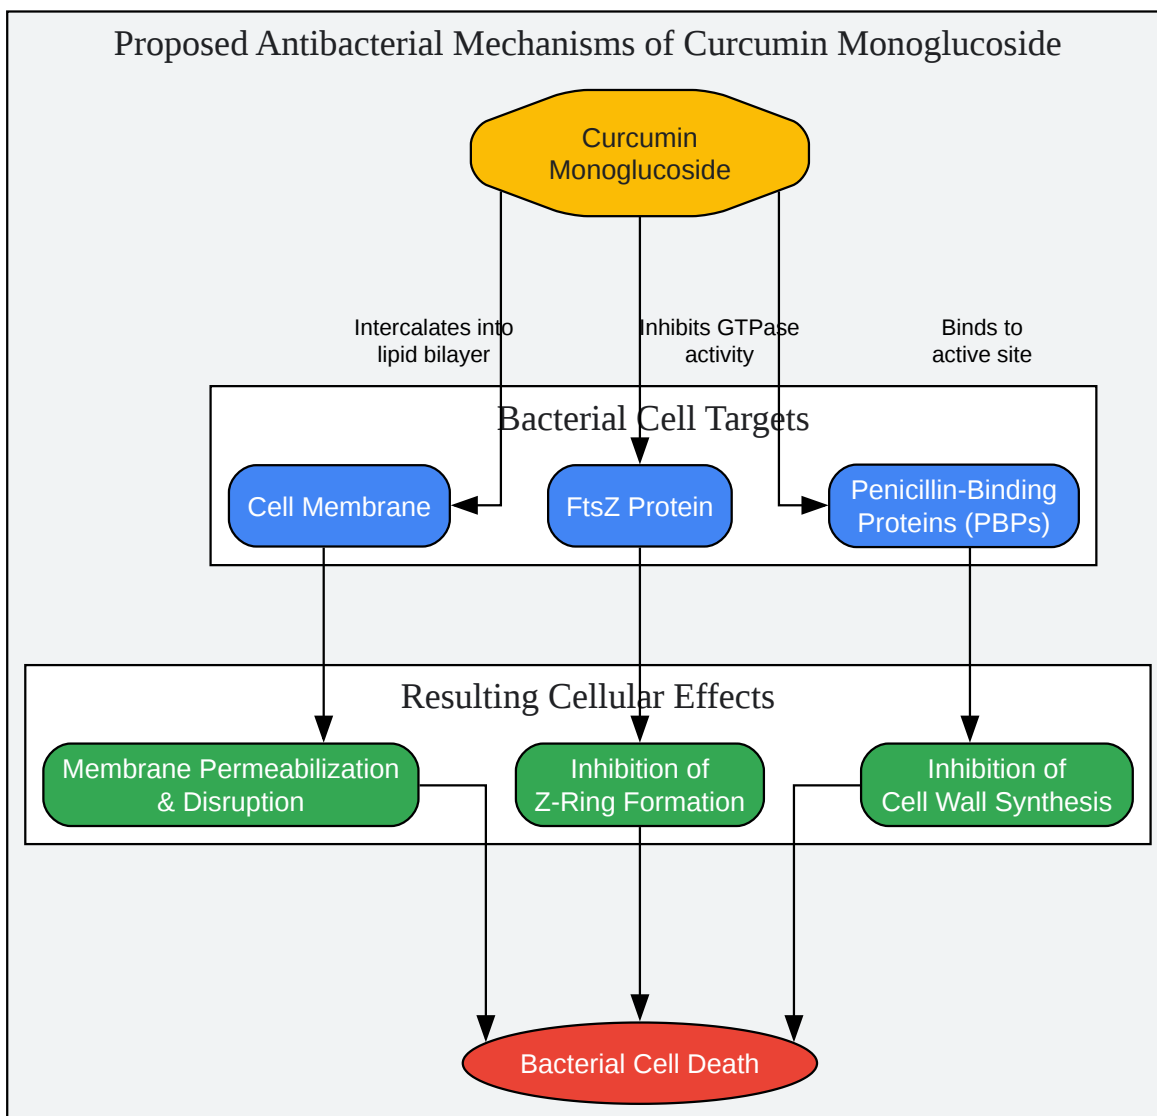 Proposed Antibacterial Mechanisms of Curcumin Monoglucoside
Curcumin
Monoglucoside
Intercalates into
lipid bilayer
Inhibits GTPase
activity
Binds to
active site
Bacterial Cell Targets
Cell Membrane
FtsZ Protein
Penicillin-Binding
Proteins (PBPs)
Resulting Cellular Effects
Membrane Permeabilization
& Disruption
Inhibition of
Z-Ring Formation
Inhibition of
Cell Wall Synthesis
Bacterial Cell Death